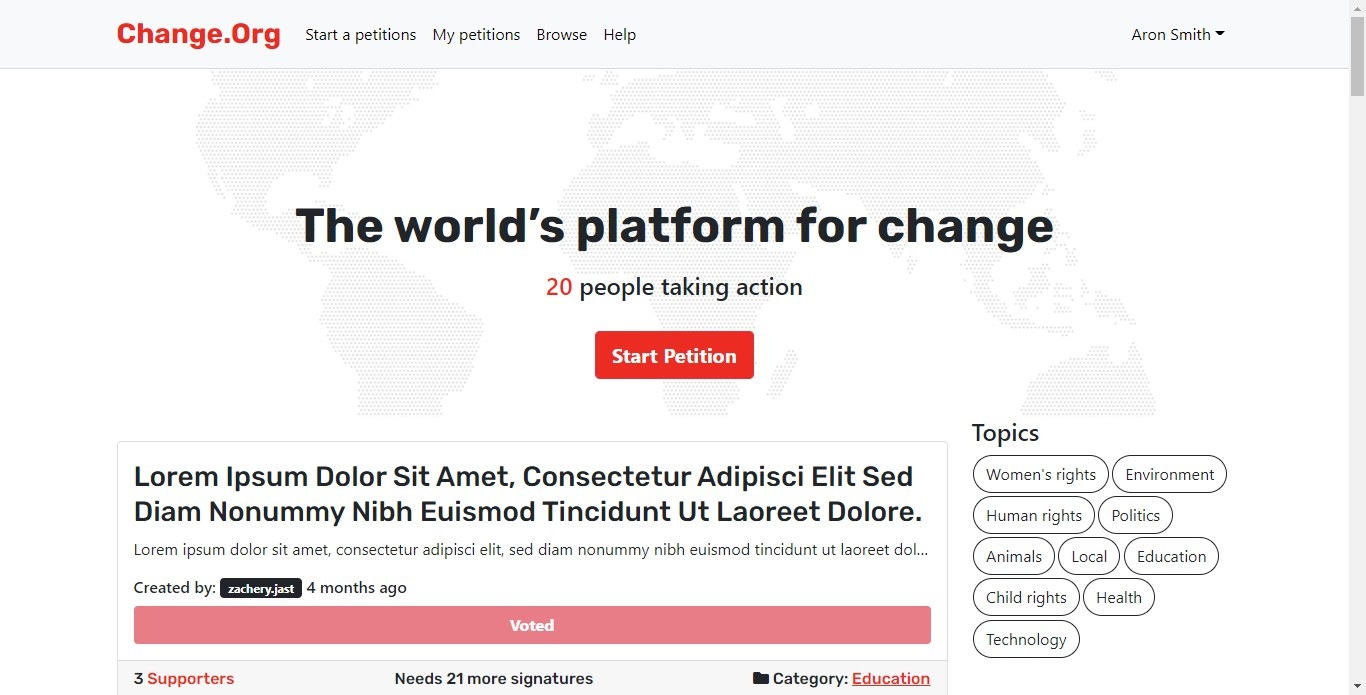 Change.Org Start a petitions My petitions Browse Help Aron Smith
The world’s platform for change
20 people taking action
Start Petition
Lorem Ipsum Dolor Sit Amet, Consectetur Adipisci Elit Sed
Diam Nonummy Nibh Euismod Tincidunt Ut Laoreet Dolore.
Lorem ipsum dolor sit amet, consectetur adipisci elit, sed diam nonummy nibh euismod tincidunt ut laoreet dol...
Created by: zachery.jast 4 months ago
Voted
3 Supporters Needs 21 more signatures Category: Education
Topics
Women's rights Environment
Human rights Politics
Animals Local Education
Child rights Health
Technology